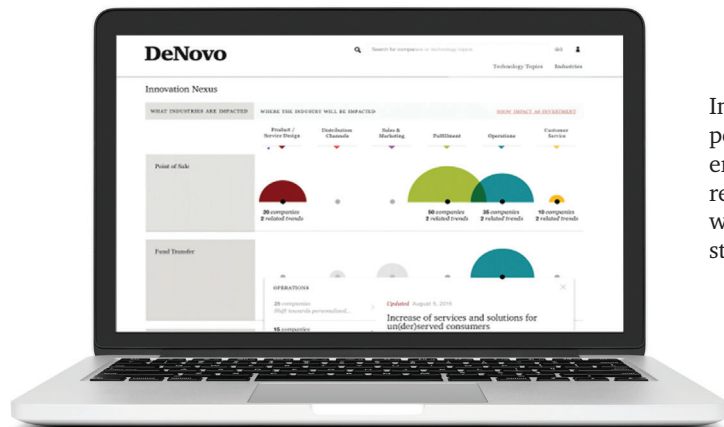 DeNovo
Search for companies or technology topics
GO
Technology Topics Industries
Innovation Nexus
WHAT INDUSTRIES ARE IMPACTED WHERE THE INDUSTRY WILL BE IMPACTED SHOW IMPACT AS INVESTMENT
Product / Service Design
Distribution Channels
Sales & Marketing
Fulfillment
Operations
Customer Service
Point of Sale
26 companies
2 related trends
50 companies
2 related trends
35 companies
2 related trends
10 companies
2 related trends
Fund Transfer
OPERATIONS
20 companies
Shift towards personalized...
15 companies
Updated August 6, 2015
Increase of services and solutions for
un(der)served consumers
In
po
en
re
w
st